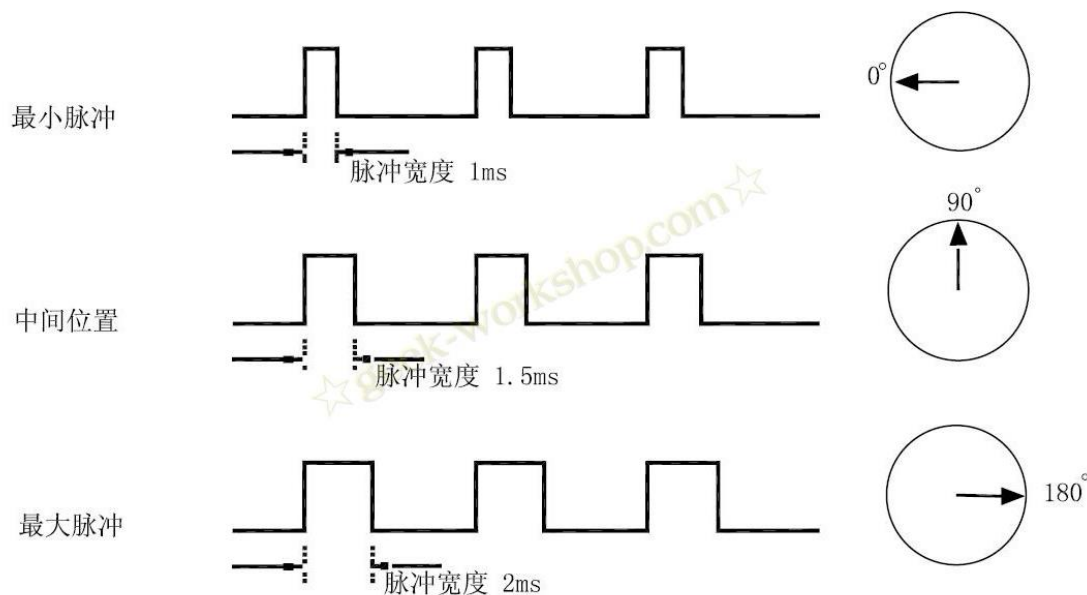 0°
最小脉冲
脉冲宽度 1ms
90°
中间位置
脉冲宽度 1.5ms
180°
最大脉冲
脉冲宽度 2ms
☆geek-workshop.com☆